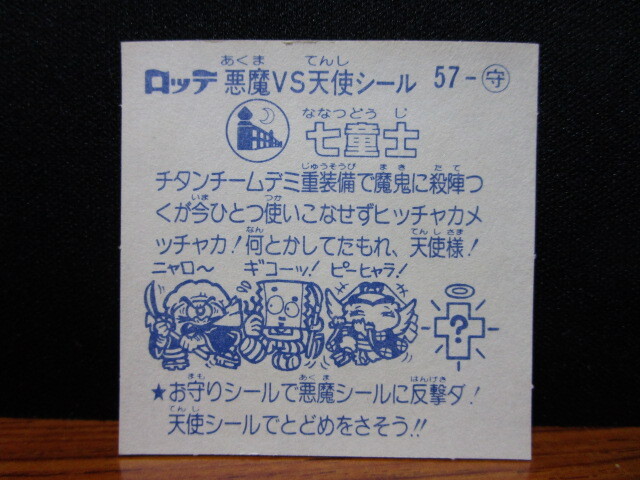 ロッテ 悪魔VS天使シール 57-守
あくま てんし
七童士
ななつどうじ
チタンチームデミ重装備で魔鬼に殺陣つ
じゅうそうび まき たて
くが今ひとつ使いこなせずヒッチャカメ
いま つか
ッチャカ!何とかしてたもれ、天使様!
なん てんしさま
ニャロ〜 ギコーッ! ピーヒャラ!
?
★お守りシールで悪魔シールに反撃ダ!
まも あくま はんげき
天使シールでとどめをさそう!!
てんし